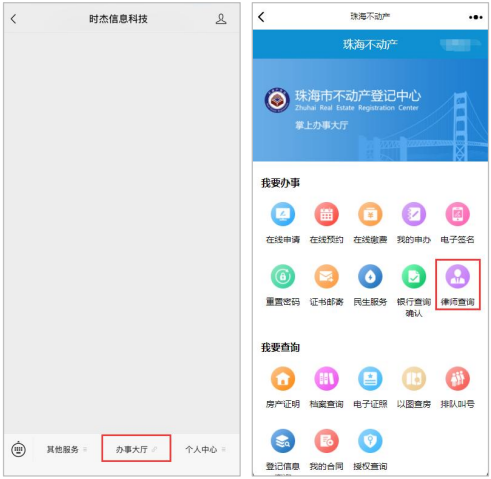 时杰信息科技
其他服务
办事大厅
个人中心
珠海不动产
珠海不动产
珠海市不动产登记中心
Zhuhai Real Estate Registration Center
掌上办事大厅
我要办事
在线申请 在线预约 在线缴费 我的申办 电子签名
重置密码 证书邮寄 民生服务 银行查询 律师查询
确认
我要查询
房产证明 档案查询 电子证照 以图查房 排队叫号
登记信息 我的合同 授权查询